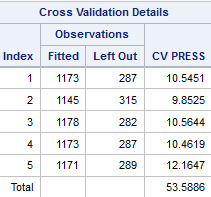 Cross Validation Details
Observations
Index Fitted Left Out CV PRESS
1 1173 287 10.5451
2 1145 315 9.8525
3 1178 282 10.5644
4 1173 287 10.4619
5 1171 289 12.1647
Total 53.5886